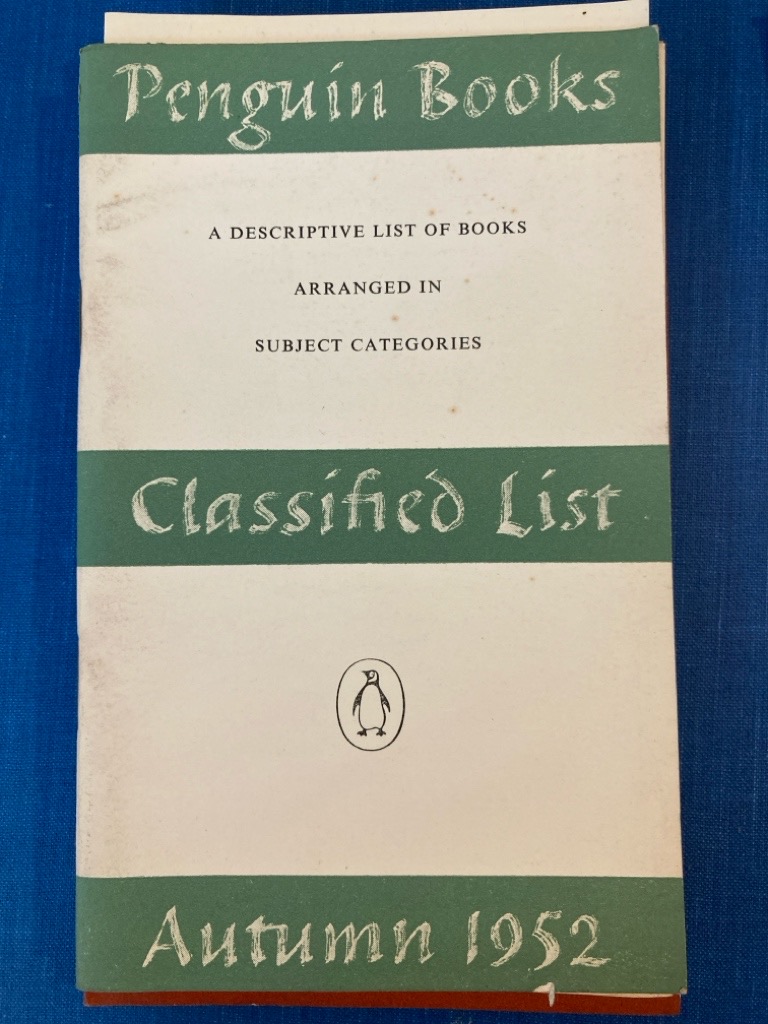 Penguin Books
A DESCRIPTIVE LIST OF BOOKS
ARRANGED IN
SUBJECT CATEGORIES
Classified List
Autumn 1952